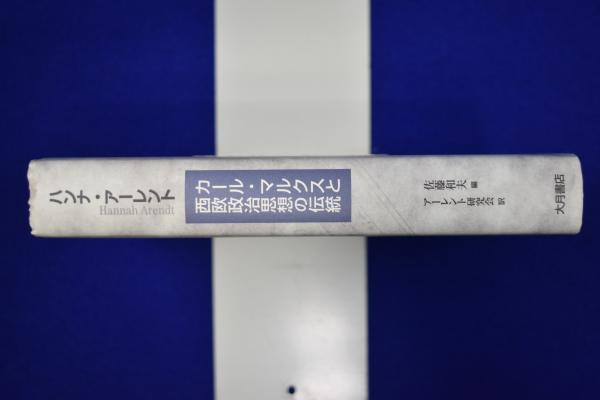 ハンナ・アーレント
Hannah Arendt
カール・マルクスと
西欧政治思想の伝統
佐藤和夫 編
アーレント研究会 訳
大月書店